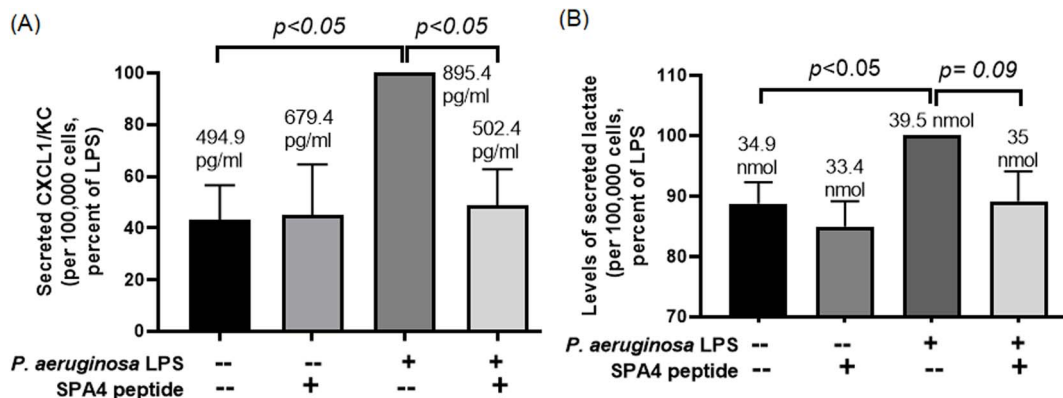 (A)
p<0.05 p<0.05
Secreted CXCL1/KC
(per 100,000 cells,
percent of LPS)
100
80
60
40
20
0
494.9
pg/ml
679.4
pg/ml
895.4
pg/ml
502.4
pg/ml
P. aeruginosa LPS -- -- + +
SPA4 peptide -- + -- +
(B)
p<0.05 p= 0.09
Levels of secreted lactate
(per 100,000 cells,
percent of LPS)
110
100
90
80
70
34.9
nmol
33.4
nmol
39.5 nmol
35
nmol
P. aeruginosa LPS -- -- + +
SPA4 peptide -- + -- +